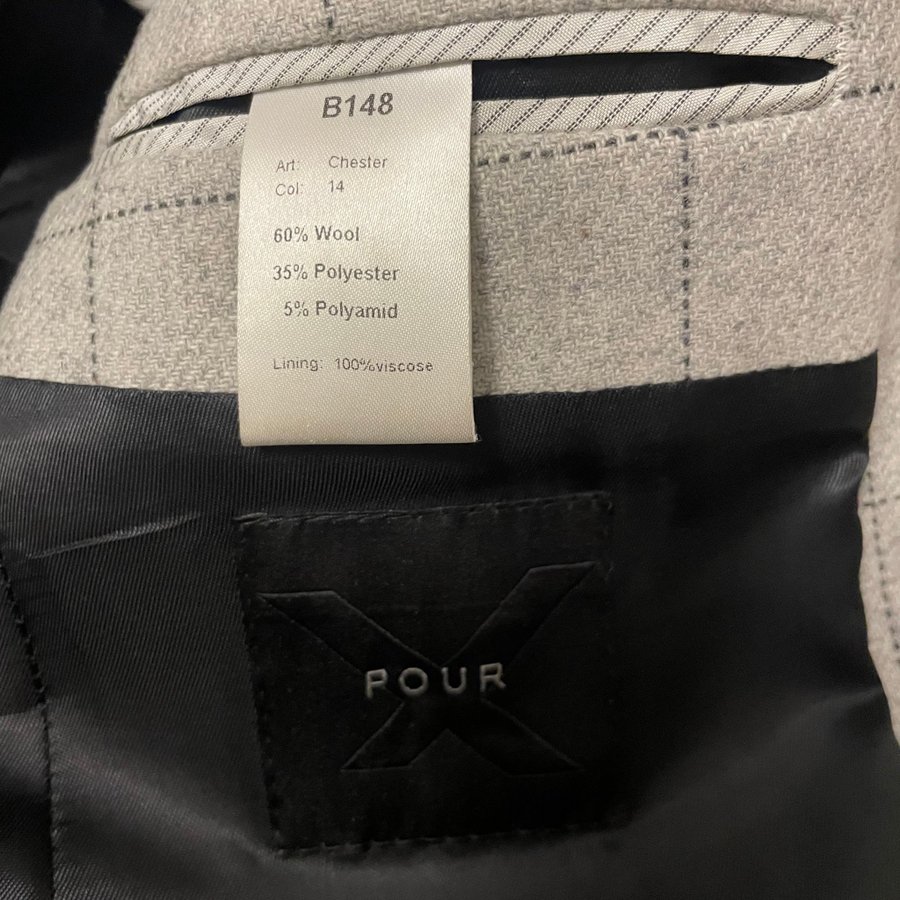 B148
Art: Chester
Col: 14
60% Wool
35% Polyester
5% Polyamid
Lining: 100%viscose
X
POUR